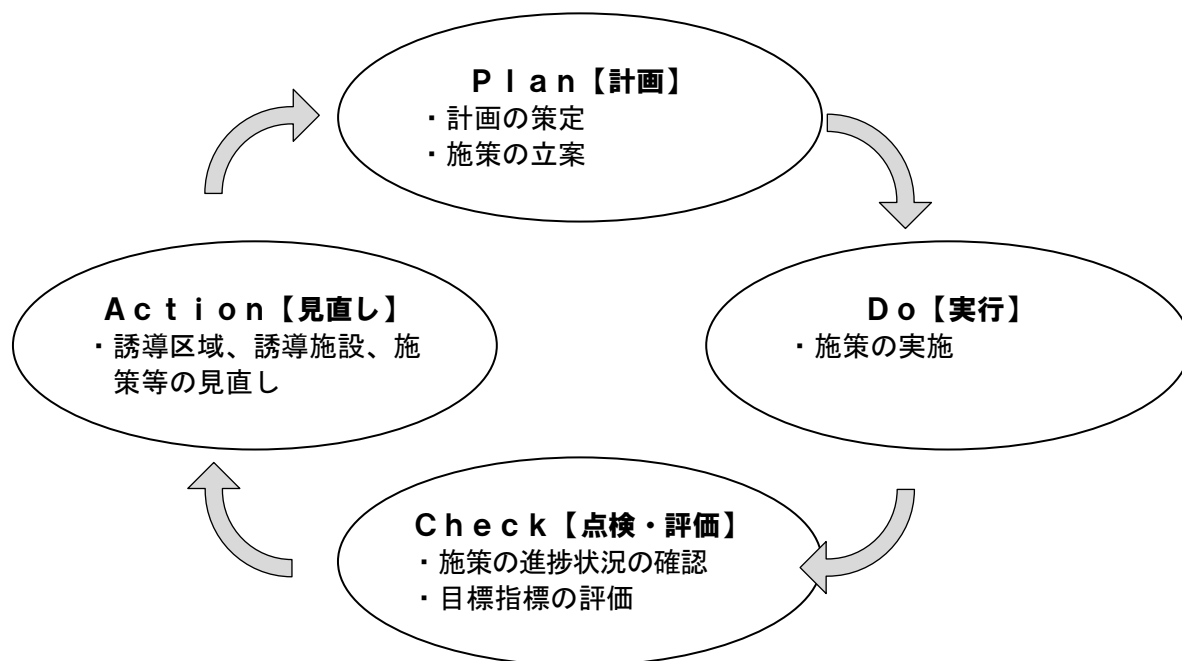 Ｐｌａｎ【計画】
・計画の策定
・施策の立案
Ｄｏ【実行】
・施策の実施
Ｃｈｅｃｋ【点検・評価】
・施策の進捗状況の確認
・目標指標の評価
Ａｃｔｉｏｎ【見直し】
・誘導区域、誘導施設、施
策等の見直し